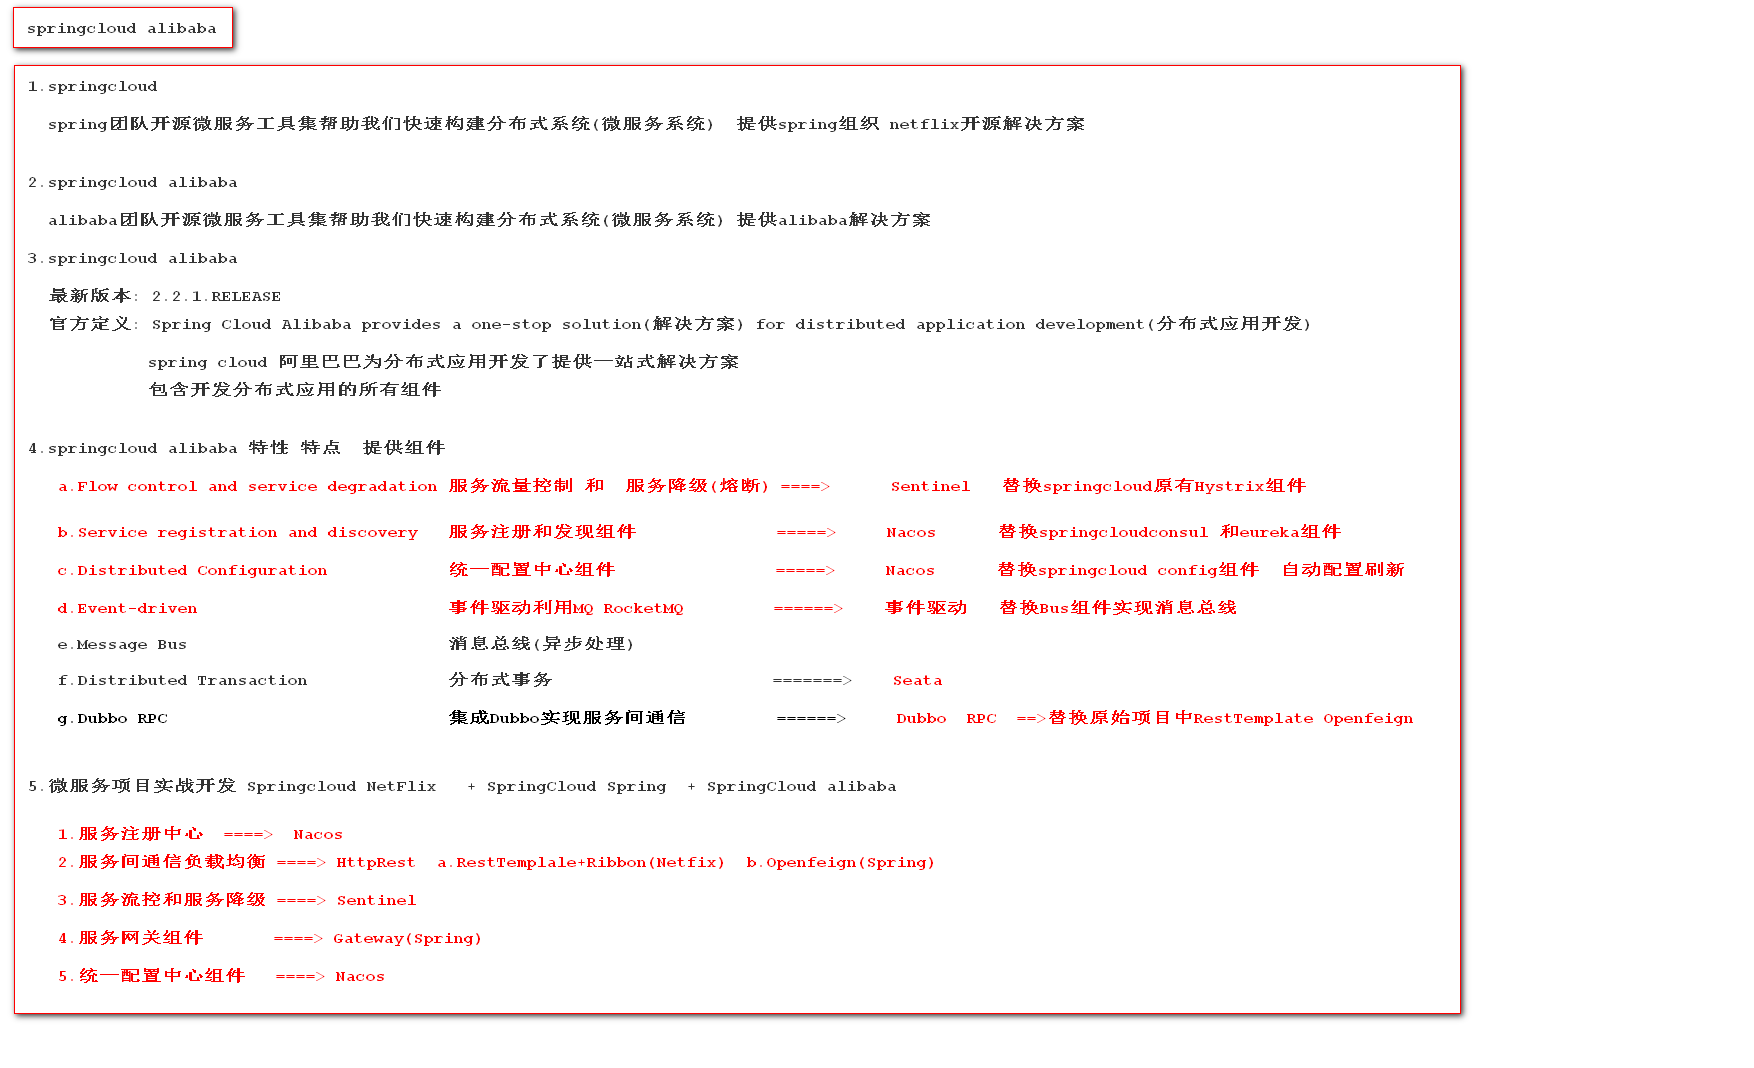 springcloud alibaba
1.springcloud
spring团队开源微服务工具集帮助我们快速构建分布式系统(微服务系统)  提供spring组织 netflix开源解决方案
2.springcloud alibaba
alibaba团队开源微服务工具集帮助我们快速构建分布式系统(微服务系统) 提供alibaba解决方案
3.springcloud alibaba
最新版本: 2.2.1.RELEASE
官方定义: Spring Cloud Alibaba provides a one-stop solution(解决方案) for distributed application development(分布式应用开发)
spring cloud 阿里巴巴为分布式应用开发了提供一站式解决方案
包含开发分布式应用的所有组件
4.springcloud alibaba 特性 特点  提供组件
a.Flow control and service degradation 服务流量控制 和  服务降级(熔断) ====>  Sentinel  替换springcloud原有Hystrix组件
b.Service registration and discovery  服务注册和发现组件  =====>  Nacos  替换springcloudconsul 和eureka组件
c.Distributed Configuration  统一配置中心组件  =====>  Nacos  替换springcloud config组件  自动配置刷新
d.Event-driven  事件驱动利用MQ RocketMQ  ======>  事件驱动  替换Bus组件实现消息总线
e.Message Bus  消息总线(异步处理)
f.Distributed Transaction  分布式事务  =======>  Seata
g.Dubbo RPC  集成Dubbo实现服务间通信  ======>  Dubbo  RPC  ==>替换原始项目中RestTemplate Openfeign
5.微服务项目实战开发 Springcloud NetFlix  + SpringCloud Spring  + SpringCloud alibaba
1.服务注册中心  ====>  Nacos
2.服务间通信负载均衡 ====> HttpRest  a.RestTemplale+Ribbon(Netfix)  b.Openfeign(Spring)
3.服务流控和服务降级 ====> Sentinel
4.服务网关组件  ====> Gateway(Spring)
5.统一配置中心组件  ====> Nacos